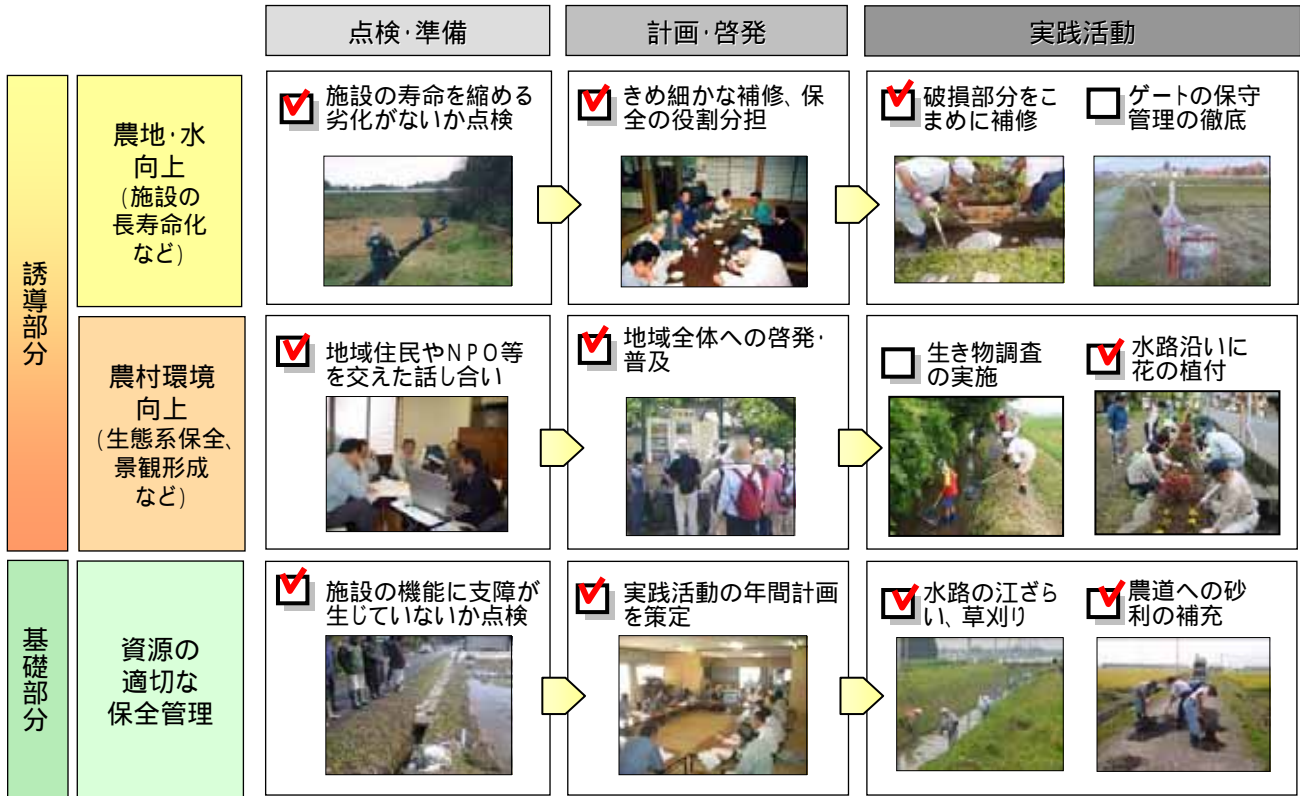 点検･準備
計画･啓発
実践活動
誘導部分
農地･水
向上
(施設の
長寿命化
など)
施設の寿命を縮める
劣化がないか点検
きめ細かな補修、保
全の役割分担
破損部分をこ
まめに補修
ゲートの保守
管理の徹底
農村環境
向上
(生態系保全、
景観形成
など)
地域住民やNPO等
を交えた話し合い
地域全体への啓発･
普及
生き物調査
の実施
水路沿いに
花の植付
基礎部分
資源の
適切な
保全管理
施設の機能に支障が
生じていないか点検
実践活動の年間計画
を策定
水路の江ざら
い、草刈り
農道への砂
利の補充